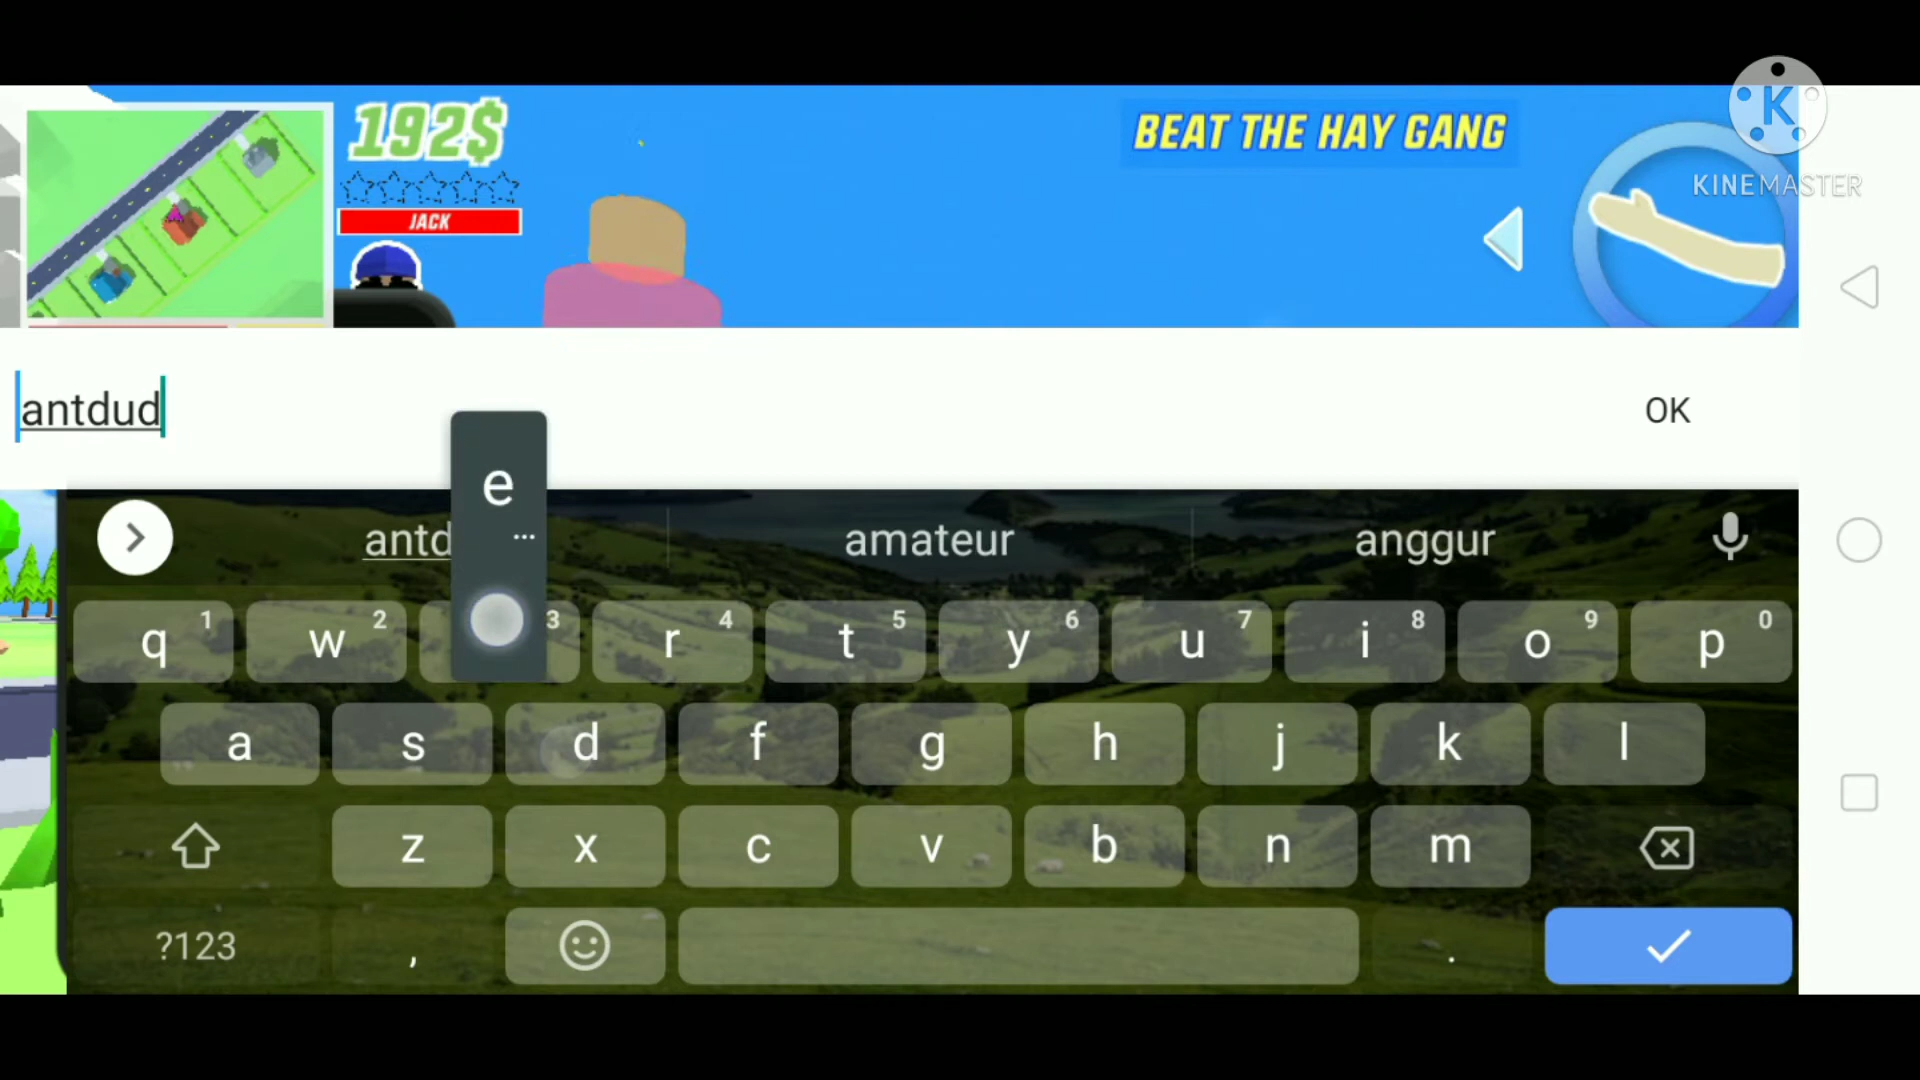 192$
BEAT THE HAY GANG
K
KINEMASTER
JACK
antdud
OK
e
...
antd
amateur
anggur
q 1 w 2 3 r 4 t 5 y 6 u 7 i 8 o 9 p 0
a s d f g h j k l
z x c v b n m
?123 , .